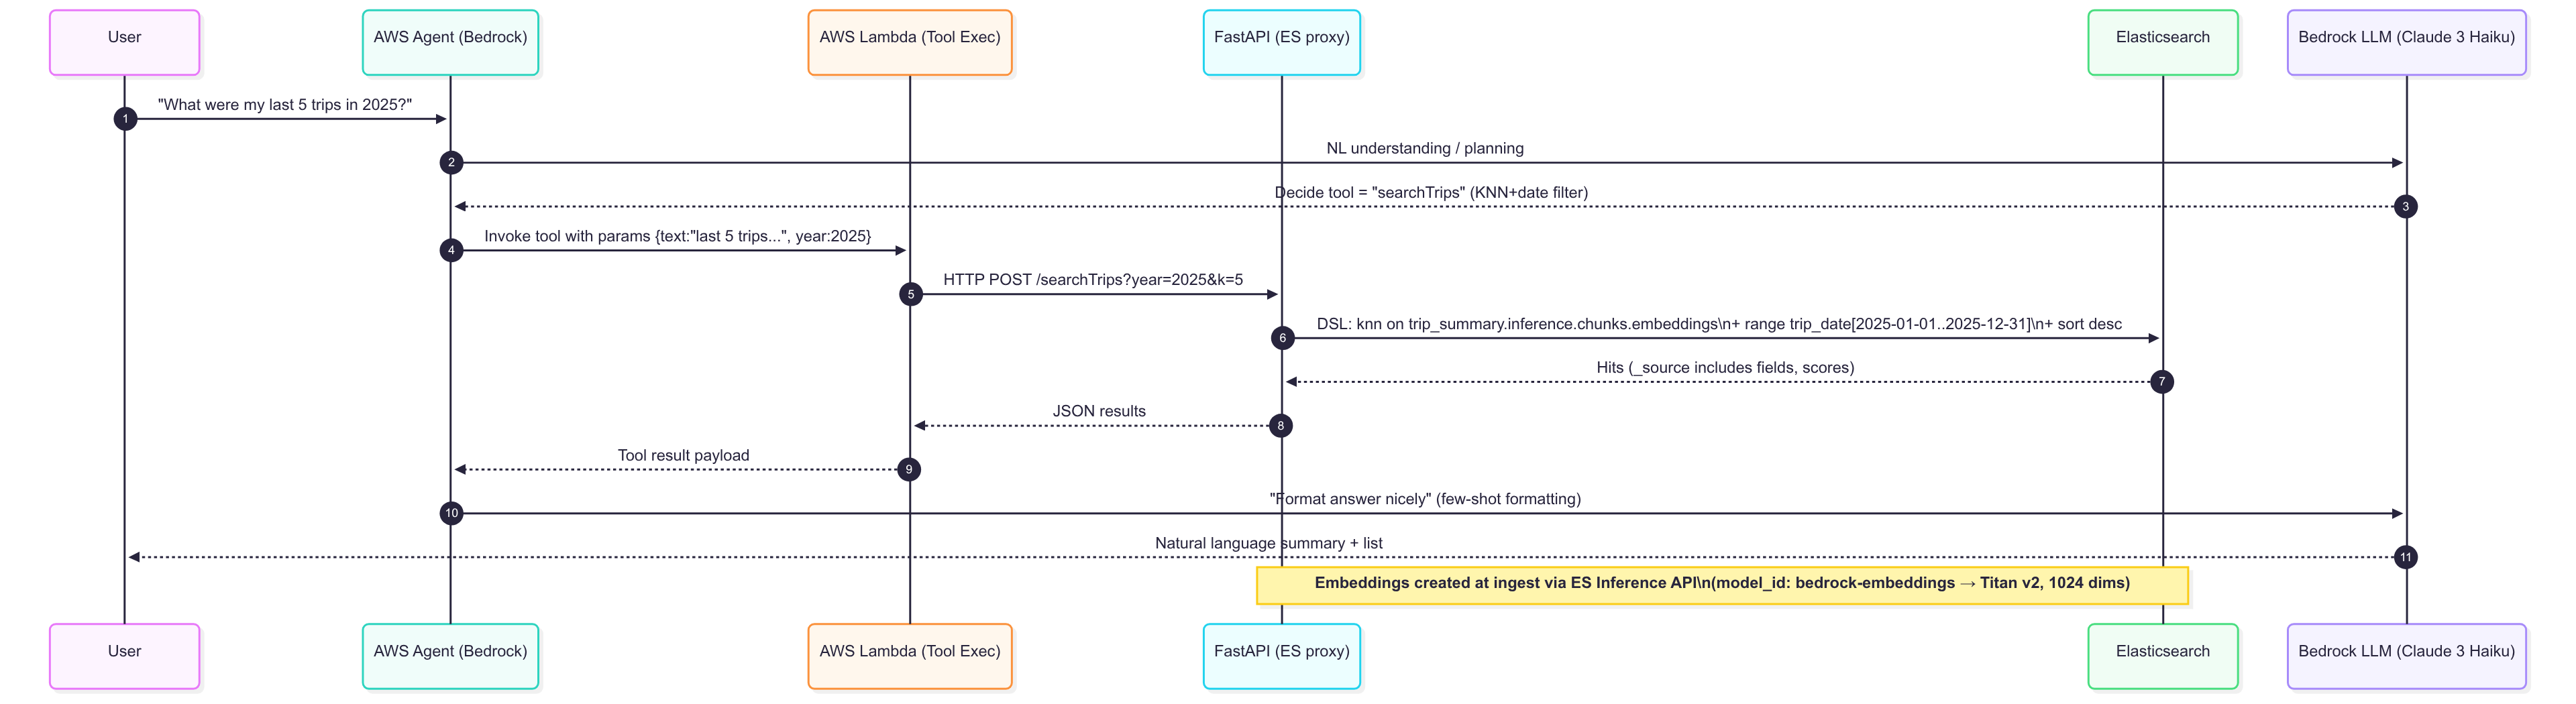 User
AWS Agent (Bedrock)
AWS Lambda (Tool Exec)
FastAPI (ES proxy)
Elasticsearch
Bedrock LLM (Claude 3 Haiku)
"What were my last 5 trips in 2025?"
1
NL understanding / planning
2
Decide tool = "searchTrips" (KNN+date filter)
3
Invoke tool with params {text:"last 5 trips...", year:2025}
4
HTTP POST /searchTrips?year=2025&k=5
5
DSL: knn on trip_summary.inference.chunks.embeddings\n+ range trip_date[2025-01-01..2025-12-31]\n+ sort desc
6
Hits (_source includes fields, scores)
7
JSON results
8
Tool result payload
9
"Format answer nicely" (few-shot formatting)
10
Natural language summary + list
11
Embeddings created at ingest via ES Inference API\n(model_id: bedrock-embeddings → Titan v2, 1024 dims)
User
AWS Agent (Bedrock)
AWS Lambda (Tool Exec)
FastAPI (ES proxy)
Elasticsearch
Bedrock LLM (Claude 3 Haiku)